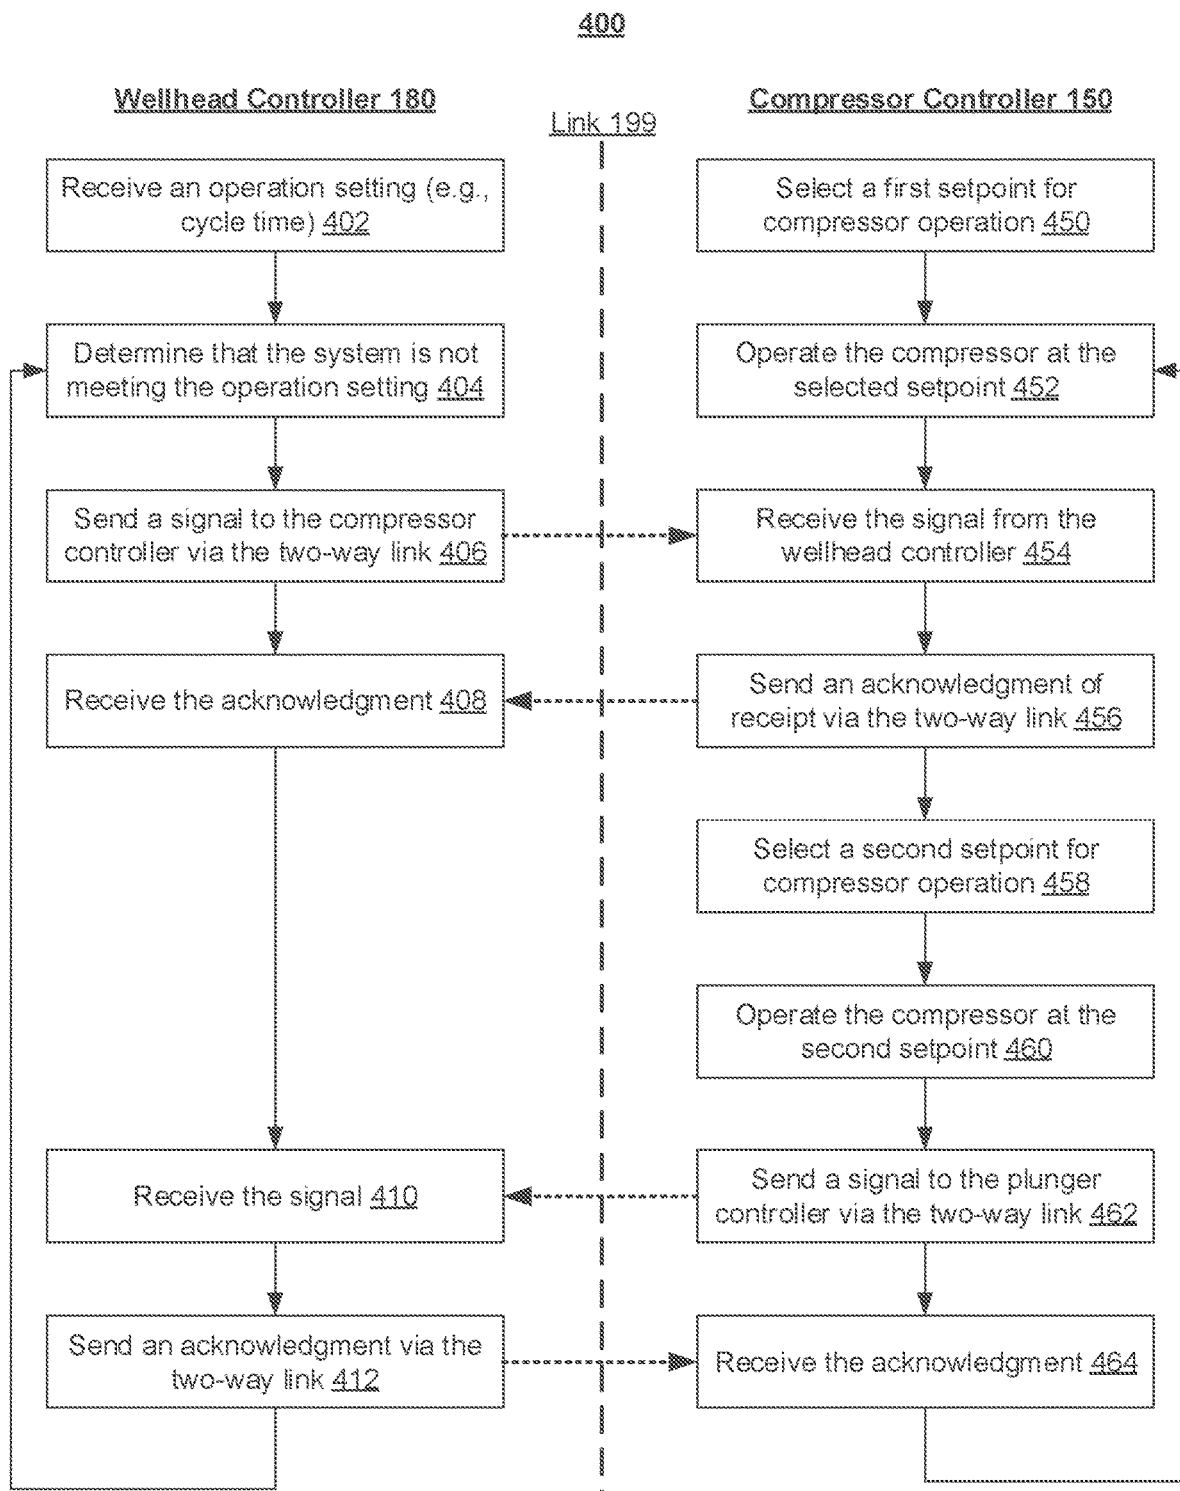 400
Wellhead Controller 180
Link 199
Compressor Controller 150
Receive an operation setting (e.g.,
cycle time) 402
Determine that the system is not
meeting the operation setting 404
Send a signal to the compressor
controller via the two-way link 406
Receive the acknowledgment 408
Receive the signal 410
Send an acknowledgment via the
two-way link 412
Select a first setpoint for
compressor operation 450
Operate the compressor at the
selected setpoint 452
Receive the signal from the
wellhead controller 454
Send an acknowledgment of
receipt via the two-way link 456
Select a second setpoint for
compressor operation 458
Operate the compressor at the
second setpoint 460
Send a signal to the plunger
controller via the two-way link 462
Receive the acknowledgment 464